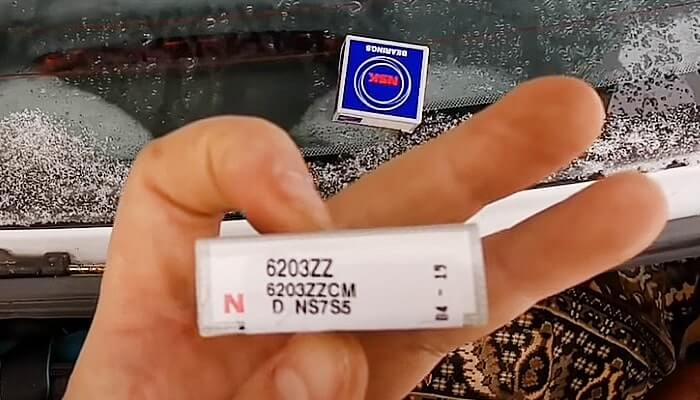 BEARINGS
NSK
6203ZZ
6203ZZCM
D NS7S5
N
04 - 15